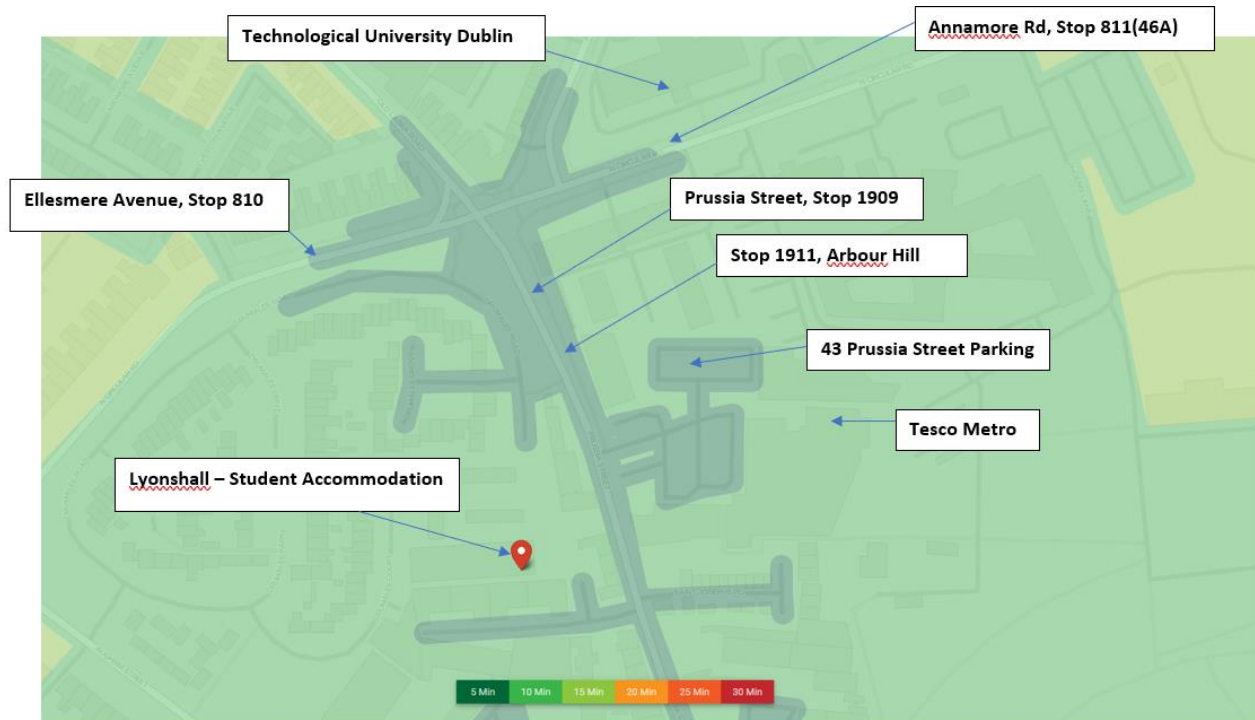 Technological University Dublin
Annamore Rd, Stop 811(46A)
Ellesmere Avenue, Stop 810
Prussia Street, Stop 1909
Stop 1911, Arbour Hill
43 Prussia Street Parking
Tesco Metro
Lyonshall – Student Accommodation
5 Min
10 Min
15 Min
20 Min
25 Min
30 Min